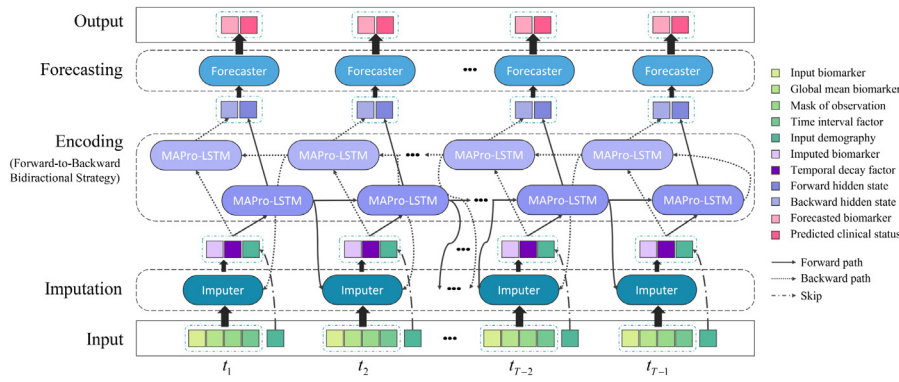 Output
Forecasting
Forecaster Forecaster ... Forecaster Forecaster
Encoding
(Forward-to-Backward
Bidirectional Strategy)
MAPro-LSTM MAPro-LSTM ... MAPro-LSTM MAPro-LSTM
MAPro-LSTM MAPro-LSTM ... MAPro-LSTM MAPro-LSTM
...
Imputation
Imputer Imputer ... Imputer Imputer
Input
...
t1 t2 tT-2 tT-1
Input biomarker
Global mean biomarker
Mask of observation
Time interval factor
Input demography
Imputed biomarker
Temporal decay factor
Forward hidden state
Backward hidden state
Forecasted biomarker
Predicted clinical status
Forward path
Backward path
Skip